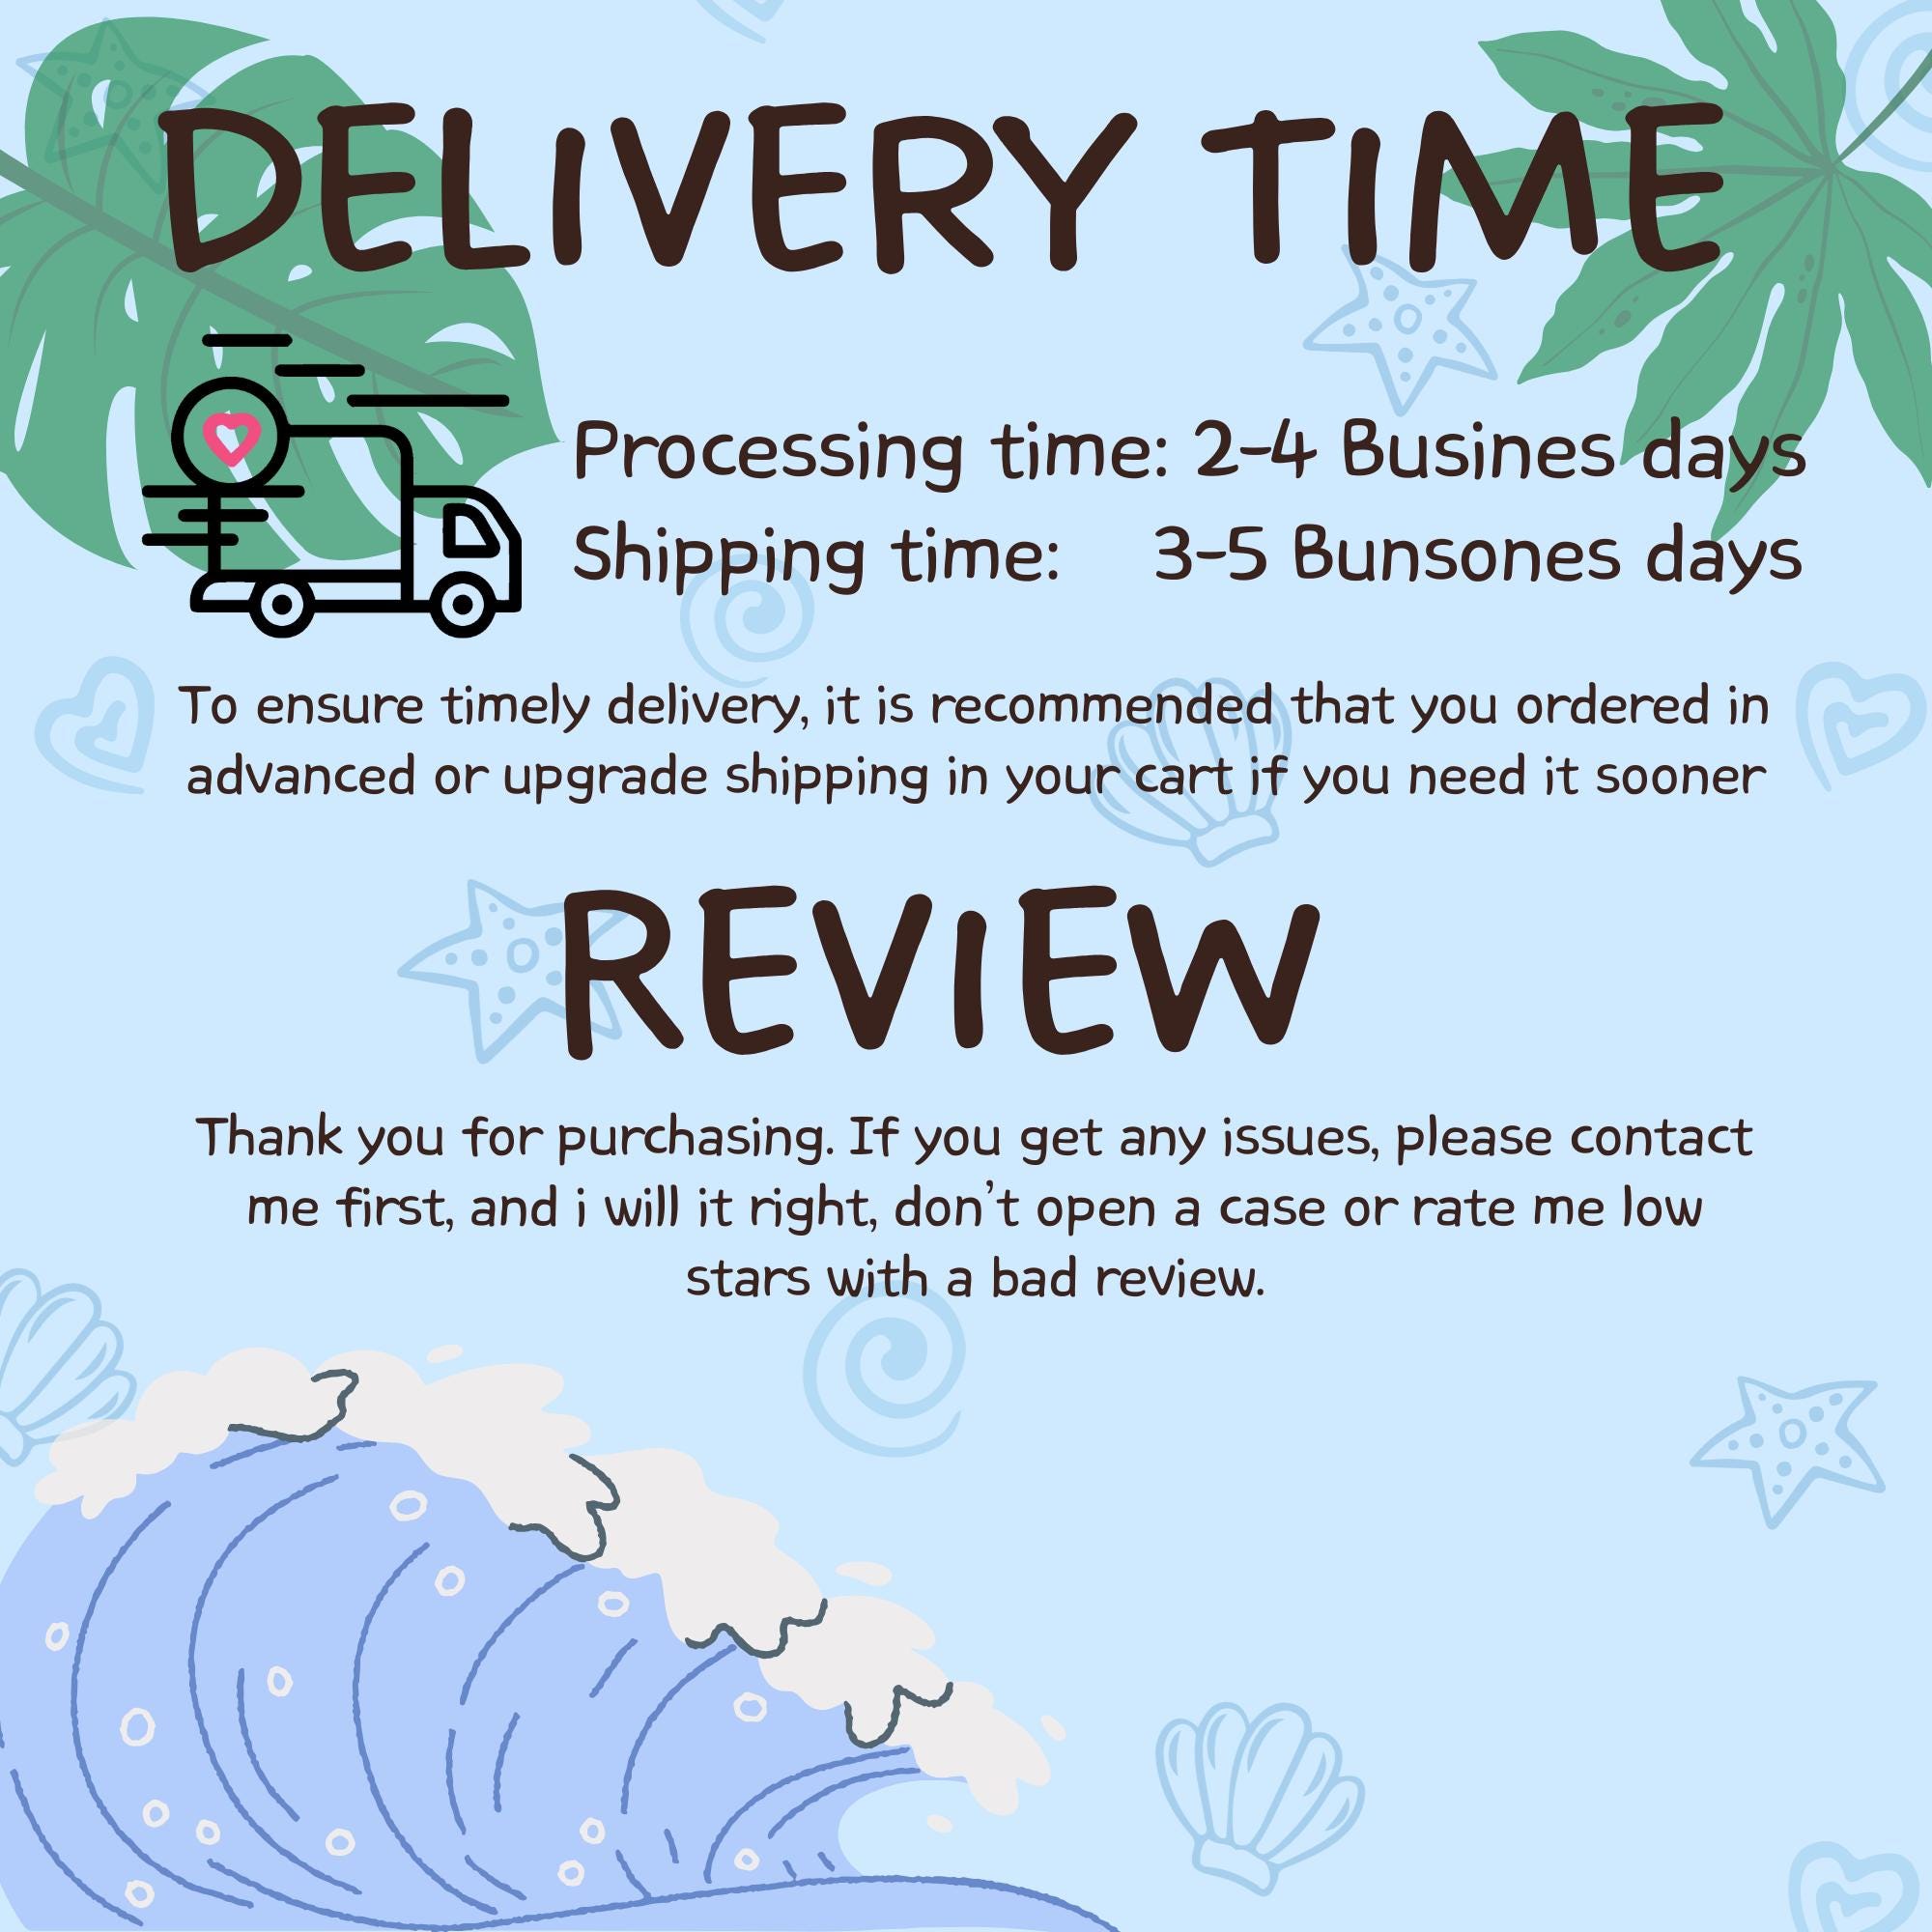 DELIVERY TIME
Processing time: 2-4 Busines days
Shipping time: 3-5 Bunsones days
To ensure timely delivery, it is recommended that you ordered in
advanced or upgrade shipping in your cart if you need it sooner
REVIEW
Thank you for purchasing. If you get any issues, please contact
me first, and i will it right, don't open a case or rate me low
stars with a bad review.